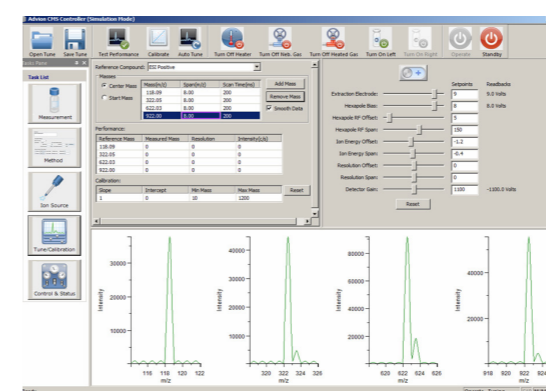 Advion CMS Controller (Simulation Mode)
Open Tune Save Tune Test Performance Calibrate Auto Tune Turn Off Heater Turn Off Neb. Gas Turn Off Heated Gas Turn On Left Turn On Right Operate Standby
Task List
Measurement
Method
Ion Source
Tune/Calibration
Control & Status
Reference Compound: ESI Positive
Masses
Center Mass
Start Mass
Mass(m/z) Span(m/z) Scan Time(ms)
118.09 8.00 200
322.05 8.00 200
622.03 8.00 200
922.00 8.00 200
Add Mass
Remove Mass
Smooth Data
Performance:
Reference Mass Measured Mass Resolution Intensity(c/s)
118.09 0 0 0
322.05 0 0 0
622.03 0 0 0
922.00 0 0 0
Calibration:
Slope Intercept Min Mass Max Mass
1 0 10 1200
Reset
Setpoints Readbacks
Extraction Electrode: 9 9.0 Volts
Hexapole Bias: 8 8.0 Volts
Hexapole RF Offset: 5
Hexapole RF Span: 150
Ion Energy Offset: -1.2
Ion Energy Span: -0.4
Resolution Offset: 0
Resolution Span: 0
Detector Gain: 1100 -1100.0 Volts
Reset
Intensity
30000
20000
10000
116 118 120 122
m/z
Intensity
40000
30000
20000
10000
320 322 324 326
m/z
Intensity
80000
60000
40000
20000
620 622 624 626
m/z
Intensity
40000
20000
918 920 922 924
m/z